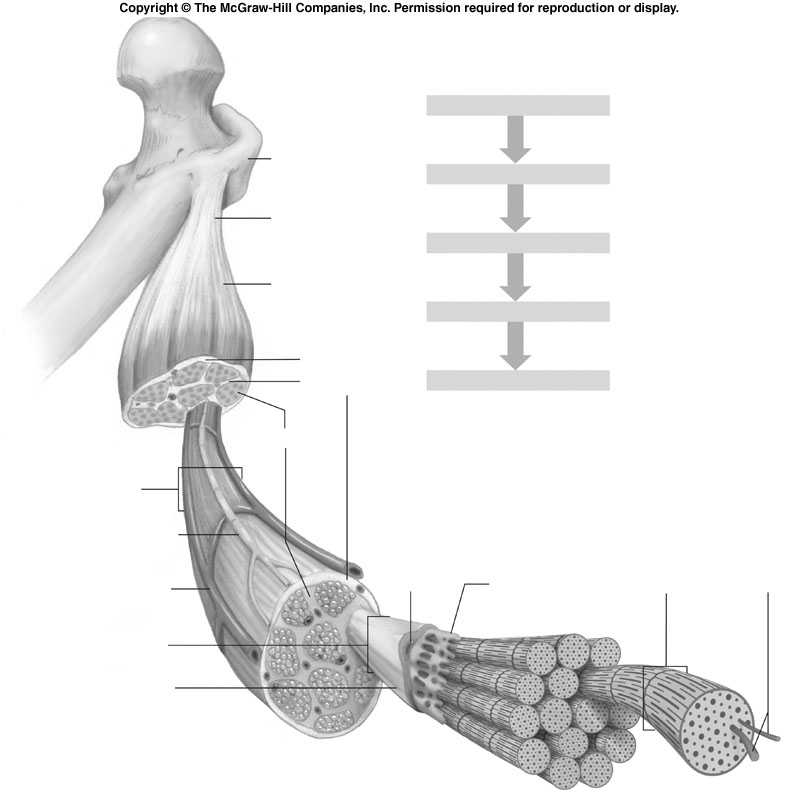 Copyright © The McGraw-Hill Companies, Inc. Permission required for reproduction or display.